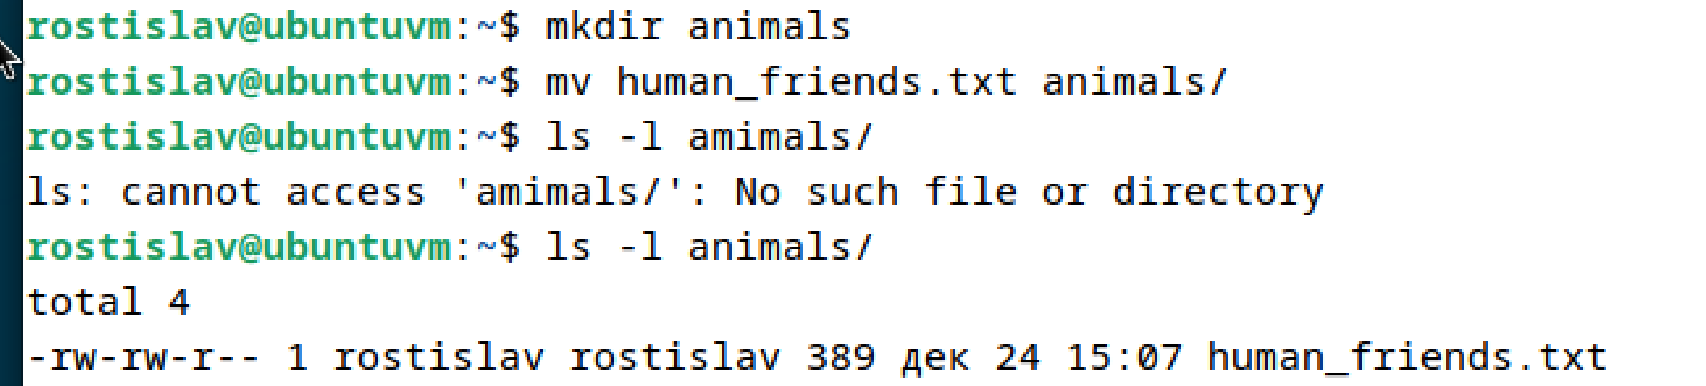 rostislav@ubuntuvm:~$ mkdir animals
rostislav@ubuntuvm:~$ mv human_friends.txt animals/
rostislav@ubuntuvm:~$ ls -l amimals/
ls: cannot access 'amimals/': No such file or directory
rostislav@ubuntuvm:~$ ls -l animals/
total 4
-rw-rw-r-- 1 rostislav rostislav 389 дек 24 15:07 human_friends.txt